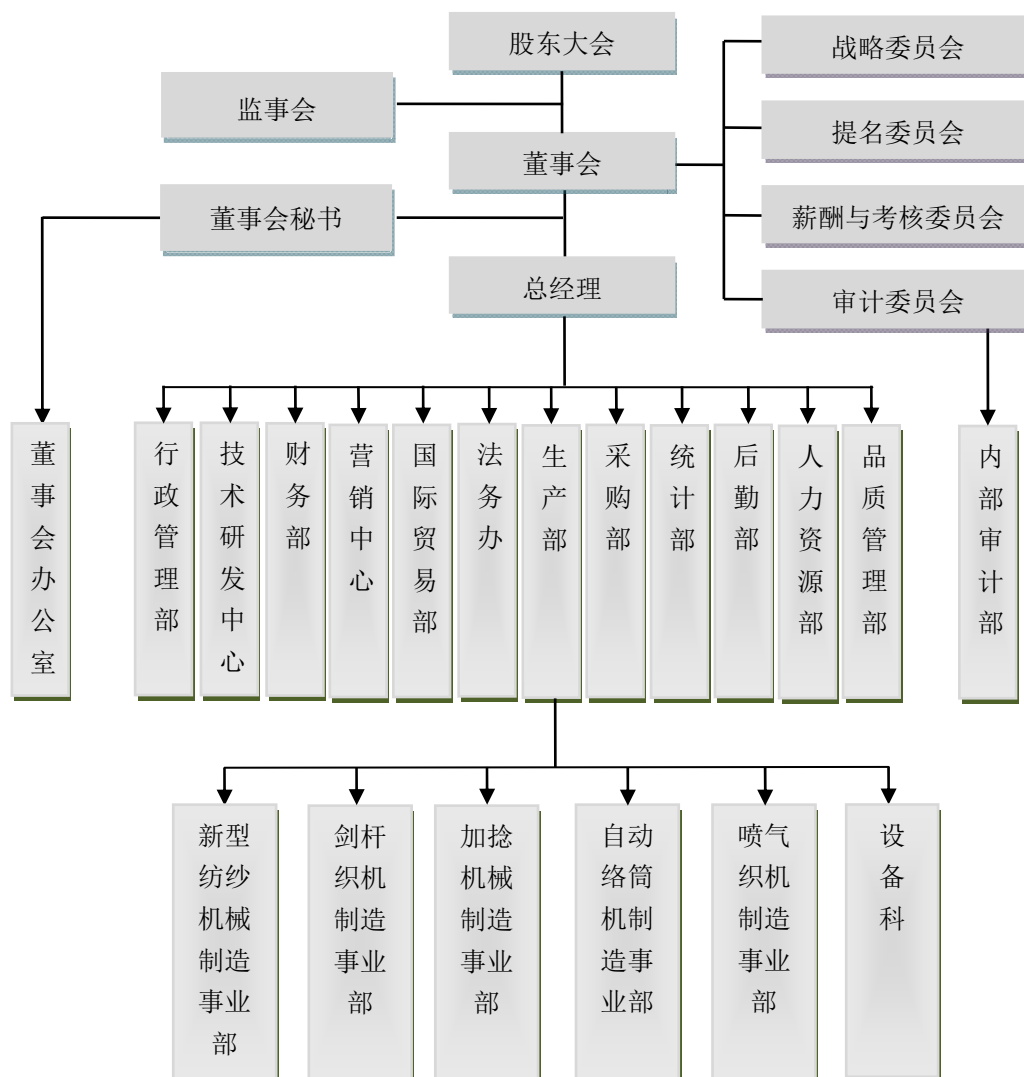 股东大会
战略委员会
监事会
提名委员会
董事会
董事会秘书
薪酬与考核委员会
总经理
审计委员会
董事会办公室
行政管理部
技术研发中心
财务部
营销中心
国际贸易部
法务办
生产部
采购部
统计部
后勤部
人力资源部
品质管理部
内部审计部
新型
纺纱
机械
制造
事业
部
剑杆
织机
制造
事业
部
加捻
机械
制造
事业
部
自动
络筒
机制
造事
业部
喷气
织机
制造
事业
部
设备科